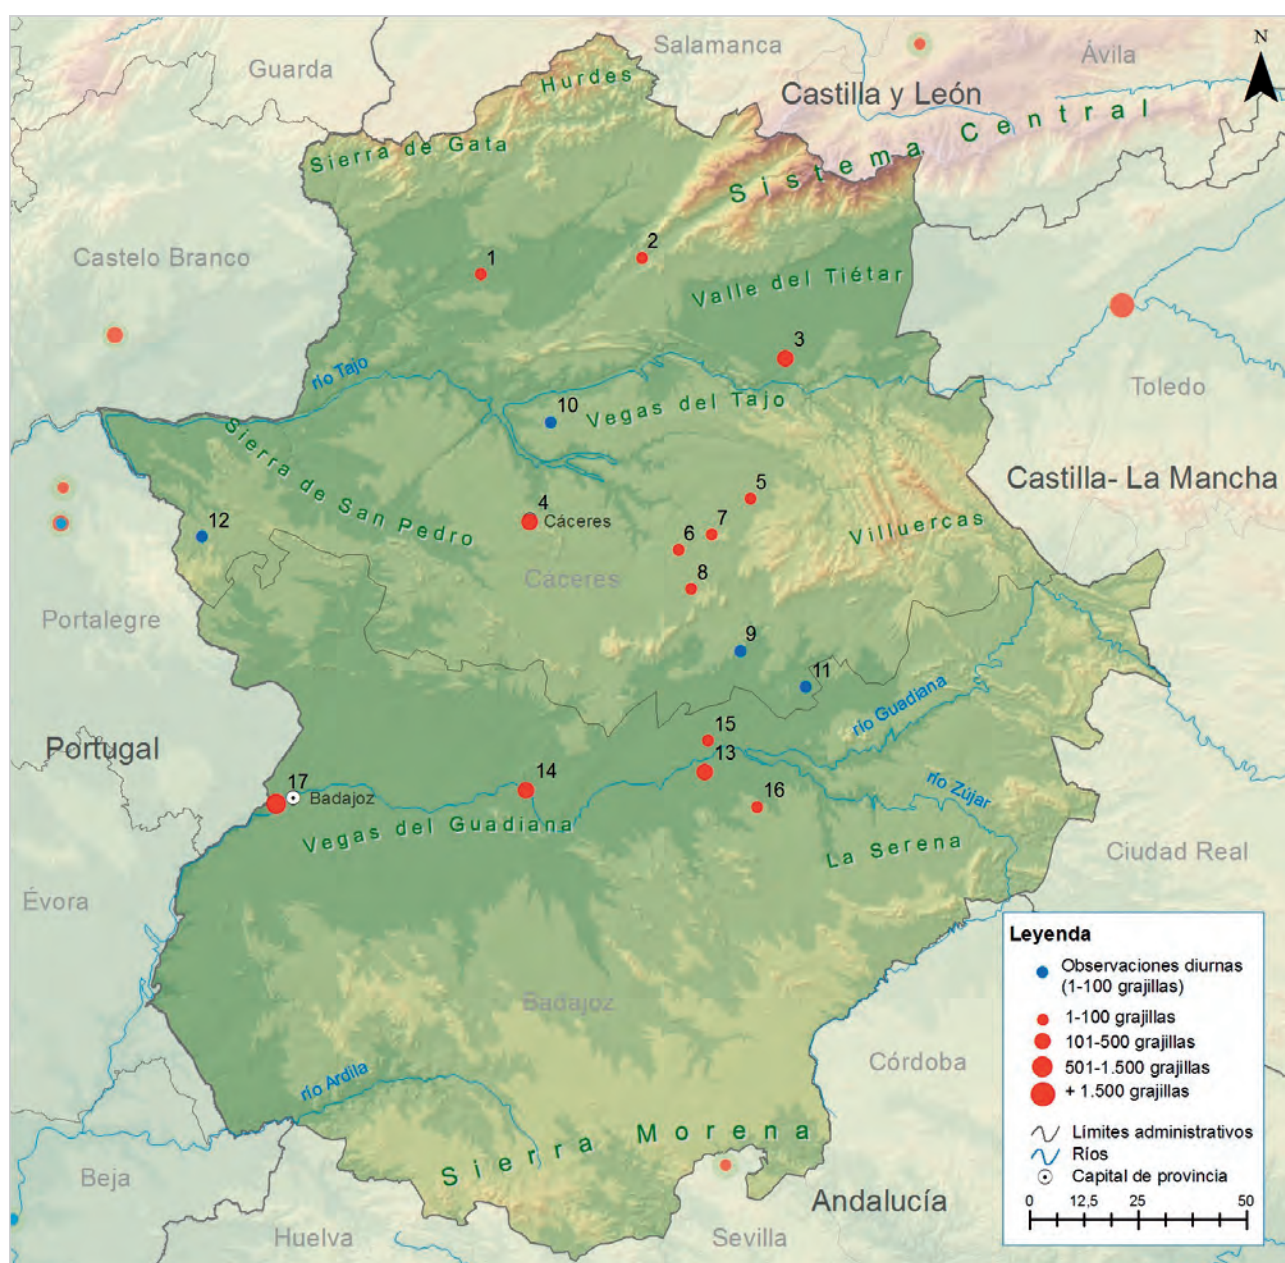 Salamanca
N
Guarda
Ávila
Hurdes
Castilla y León
Sierra de Gata
Sistema Central
Castelo Branco
1
2
Valle del Tiétar
3
río Tajo
Toledo
10
Vegas del Tajo
Sierra de San Pedro
Castilla- La Mancha
5
4
Cáceres
12
7
Villuercas
6
Cáceres
8
Portalegre
9
11
río Guadiana
Portugal
15
13
17
14
Badajoz
16
río Zújar
Vegas del Guadiana
La Serena
Ciudad Real
Évora
Badajoz
Córdoba
río Ardila
Sierra Morena
Beja
Andalucía
Huelva
Sevilla
Leyenda
Observaciones diurnas
(1-100 grajillas)
1-100 grajillas
101-500 grajillas
501-1.500 grajillas
+ 1.500 grajillas
Límites administrativos
Ríos
Capital de provincia
0 12,5 25 50